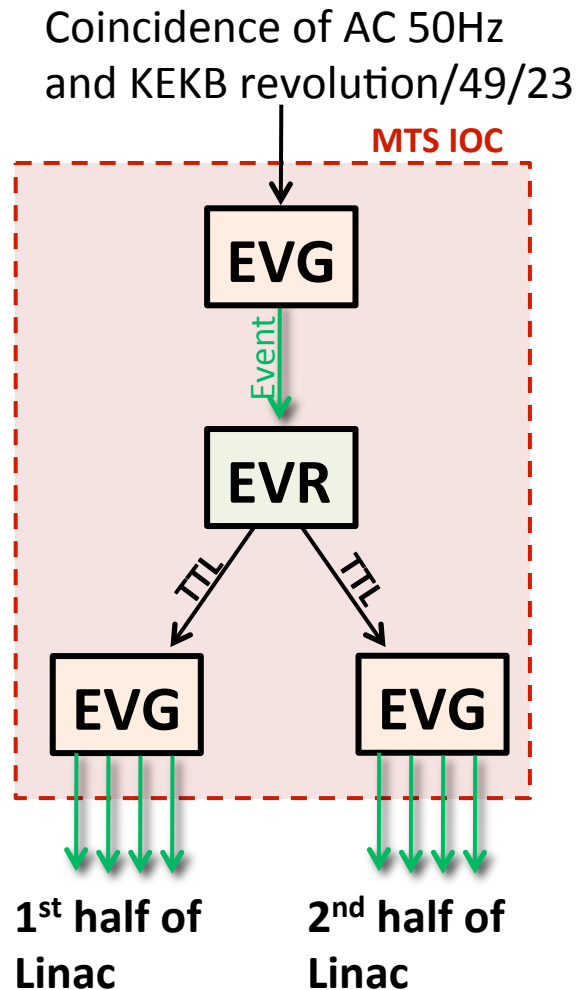 Coincidence of AC 50Hz
and KEKB revolution/49/23
MTS IOC
EVG
Event
EVR
TTL TTL
EVG EVG
1st half of 2nd half of
Linac Linac